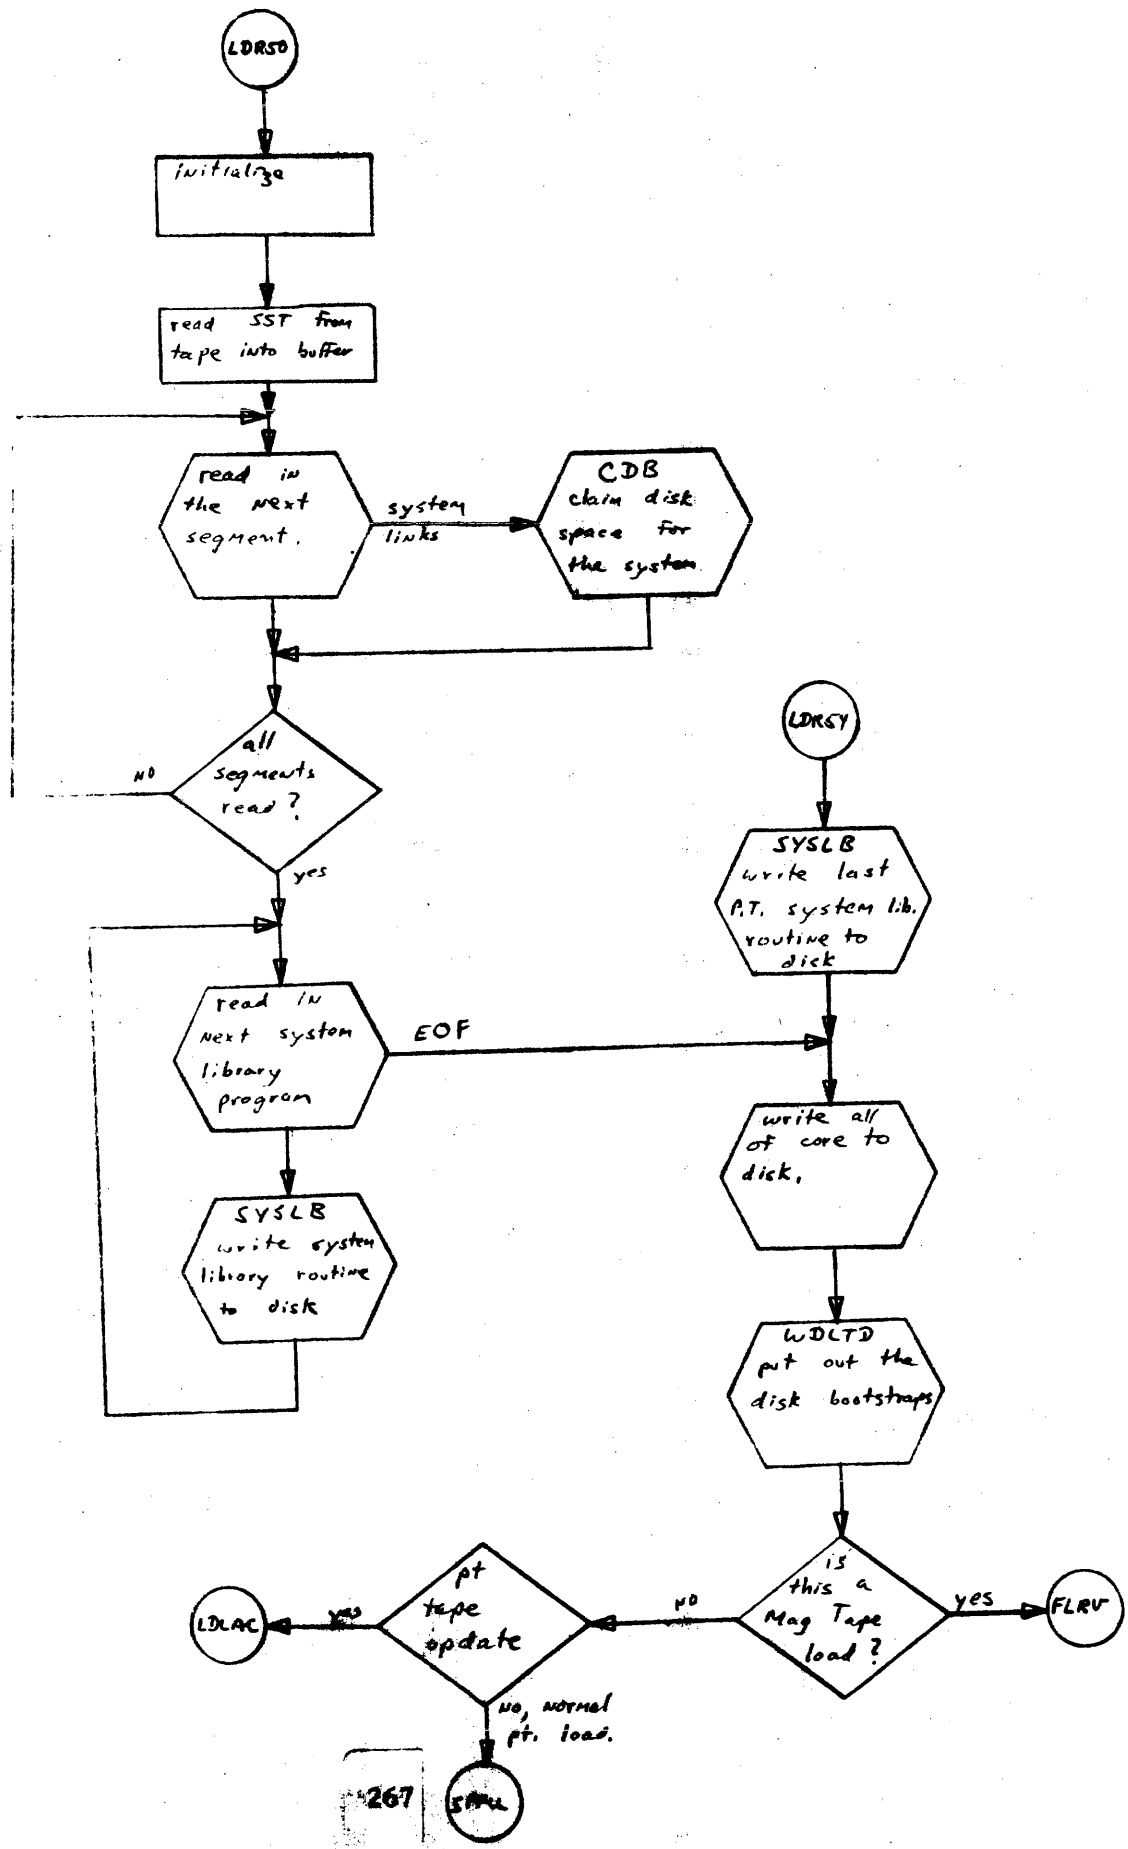 LDR50
initialize
read SST from
tape into buffer
read in
the next
segment.
system
links
CDB
claim disk
space for
the system
all
segments
read?
NO
yes
read in
next system
library
program
EOF
SYSLB
write system
library routine
to disk
LDR54
SYSLB
write last
P.T. system lib.
routine to
disk
write all
of core to
disk.
WDLTD
put out the
disk bootstraps
is
this a
Mag Tape
load?
yes
FLRV
NO
pt
tape
update
yes
LDLAC
NO, normal
pt. load.
267